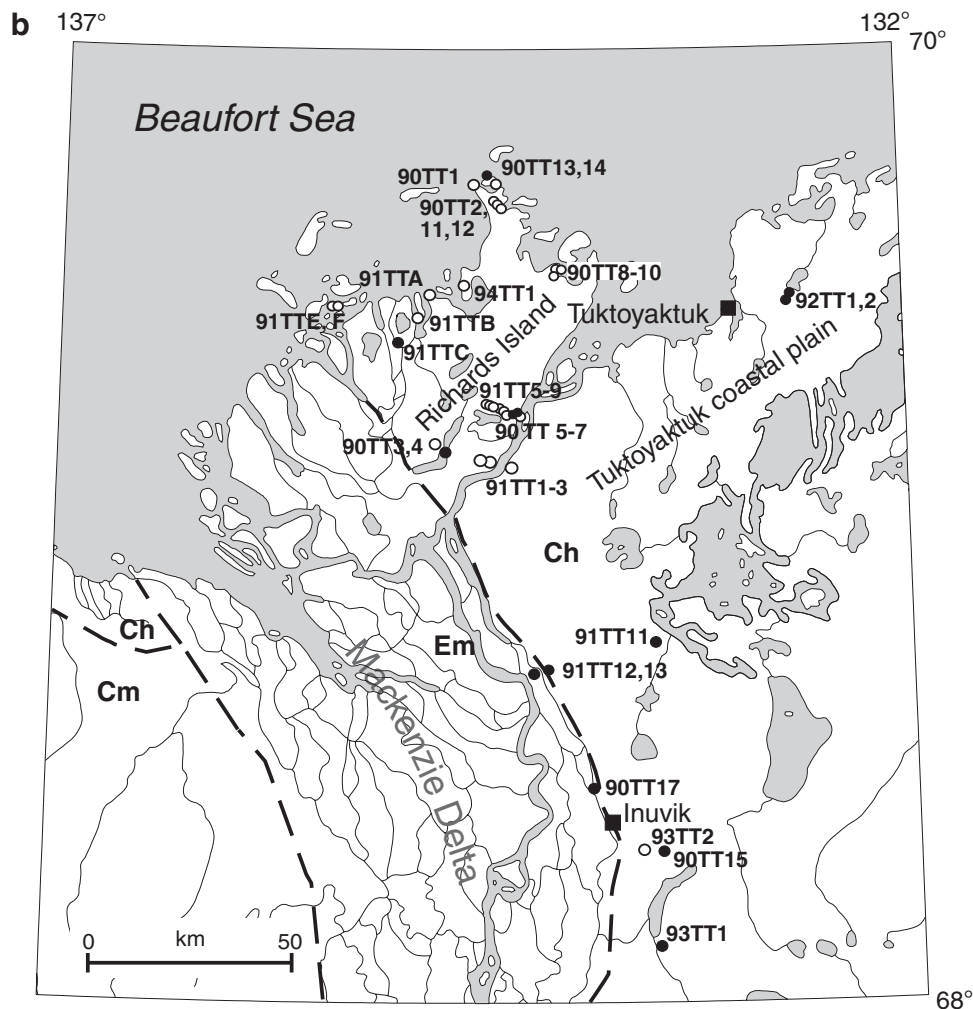 b
137°
132°
70°
Beaufort Sea
90TT1
90TT13,14
90TT2,
11,12
90TT8-10
91TTA
94TT1
92TT1,2
Tuktoyaktuk
91TTE, F
91TTB
91TTC
Richards Island
Tuktoyaktuk coastal plain
91TT5-9
90 TT 5-7
90TT3,4
91TT1-3
Ch
Ch
Em
91TT11
91TT12,13
Cm
Mackenzie Delta
90TT17
Inuvik
93TT2
90TT15
93TT1
0 km 50
68°